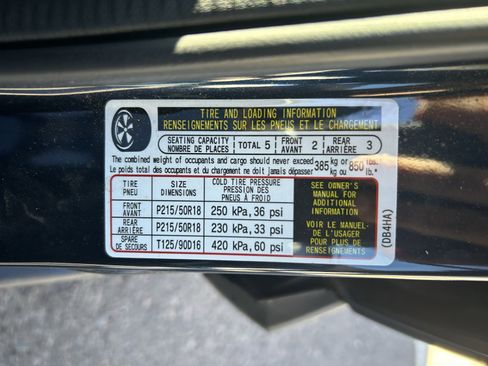 TIRE AND LOADING INFORMATION
RENSEIGNEMENTS SUR LES PNEUS ET LE CHARGEMENT
SEATING CAPACITY NOMBRE DE PLACES TOTAL 5 FRONT AVANT 2 REAR ARRIÈRE 3
The combined weight of occupants and cargo should never exceed 385 kg or 850 lbs.
Le poids total des occupants et du chargement ne doit jamais dépasser 385 kg ou 850 lb.
TIRE PNEU SIZE DIMENSIONS COLD TIRE PRESSURE PRESSION DES PNEUS À FROID
FRONT AVANT P215/50R18 250 kPa, 36 psi
REAR ARRIÈRE P215/50R18 230 kPa, 33 psi
SPARE DE SECOURS T125/90D16 420 kPa, 60 psi
SEE OWNER'S
MANUAL FOR
ADDITIONAL
INFORMATION
VOIR LE MANUEL-
DE L'USAGER
POUR PLUS DE
RENSEIGNEMENTS
(DB4HA)